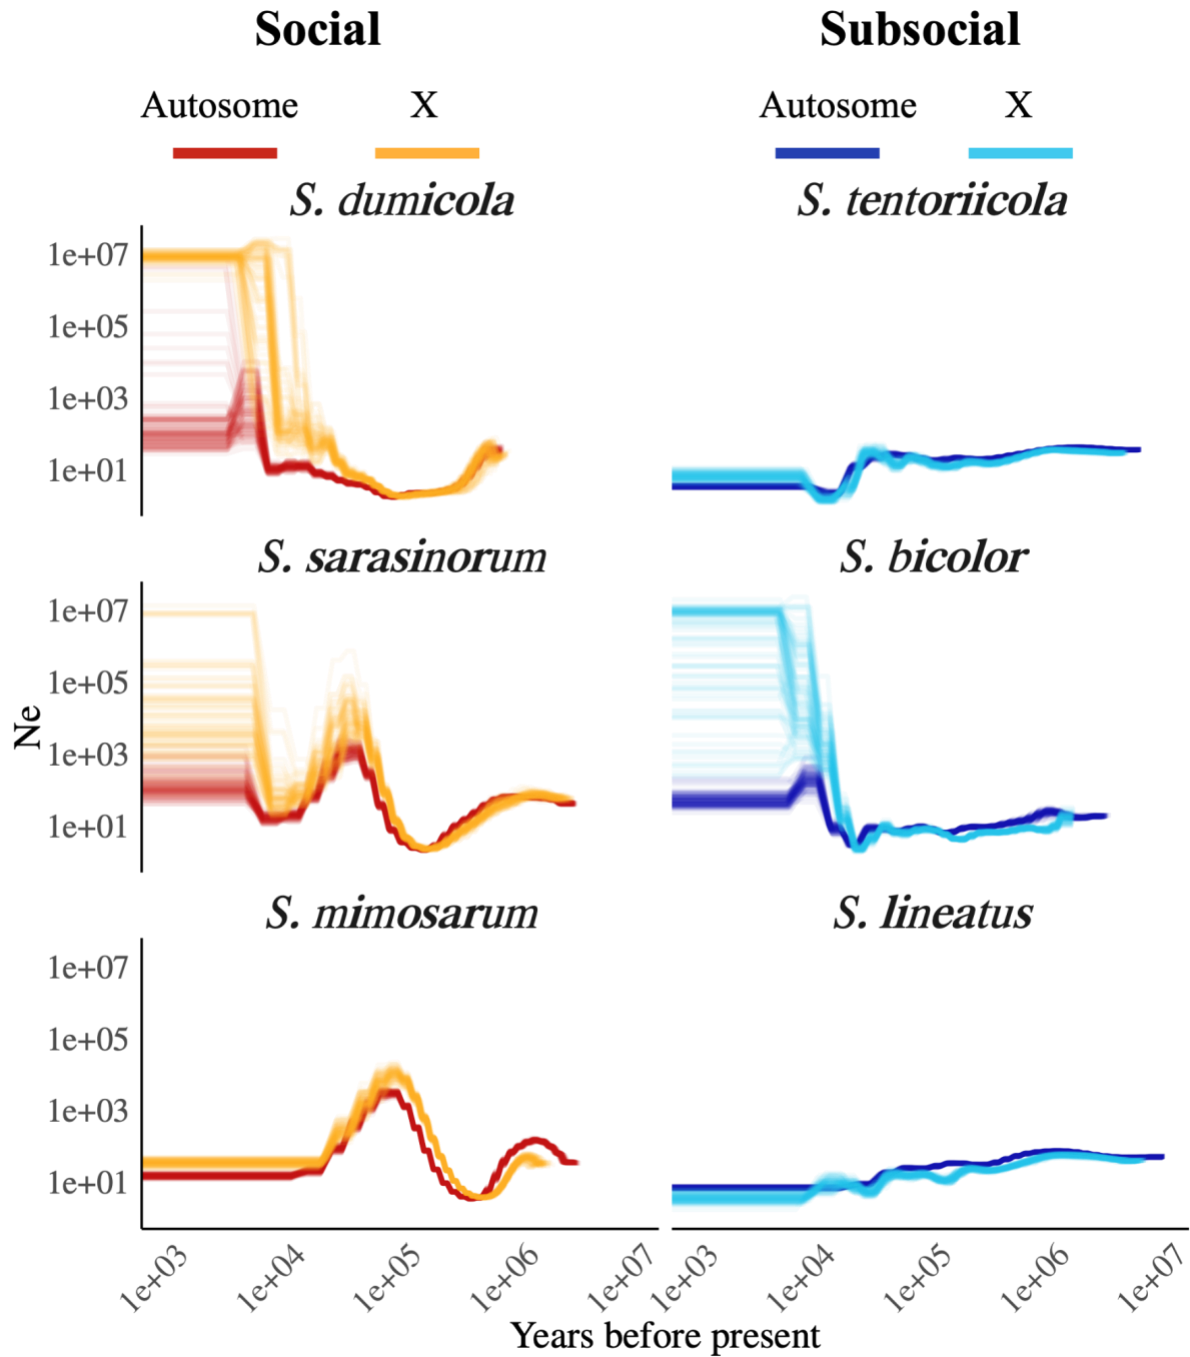 Social Subsocial
Autosome X Autosome X
S. dumicola S. tentoriicola
1e+07
1e+05
1e+03
1e+01
S. sarasinorum S. bicolor
1e+07
1e+05
1e+03
1e+01
Ne
S. mimosarum S. lineatus
1e+07
1e+05
1e+03
1e+01
1e+03 1e+04 1e+05 1e+06 1e+07 1e+03 1e+04 1e+05 1e+06 1e+07
Years before present